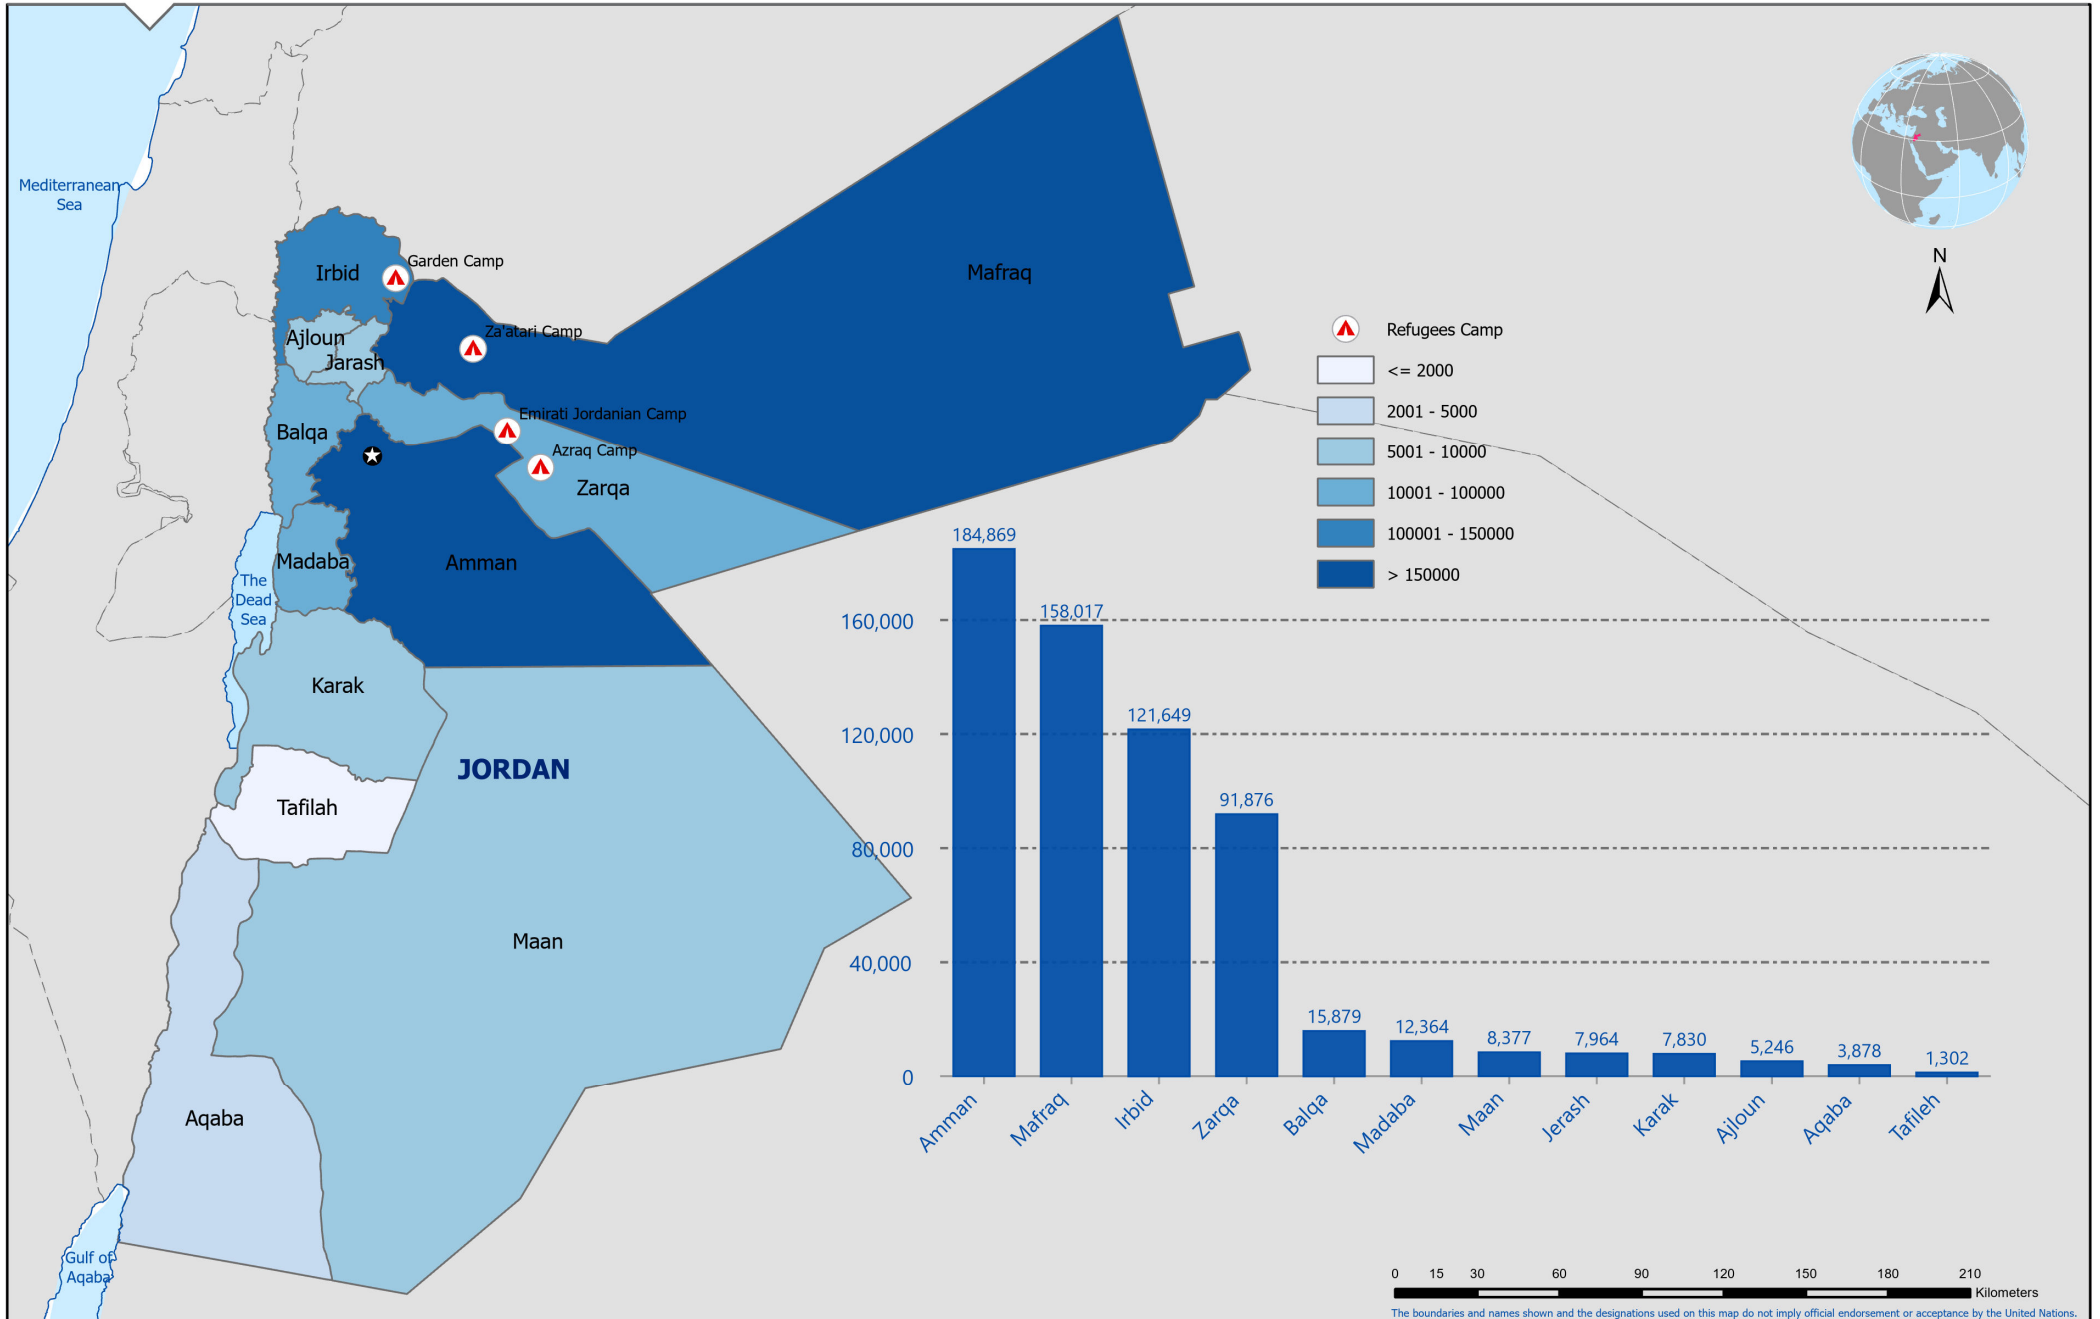 Mediterranean
Sea
N
Irbid
Garden Camp
Mafraq
Ajloun
Jarash
Za'atari Camp
Balqa
Emirati Jordanian Camp
Azraq Camp
Zarqa
Madaba
Amman
The
Dead
Sea
Karak
JORDAN
Tafilah
Maan
Aqaba
Gulf of
Aqaba
Refugees Camp
<= 2000
2001 - 5000
5001 - 10000
10001 - 100000
100001 - 150000
> 150000
184,869
158,017
121,649
91,876
15,879
12,364
8,377
7,964
7,830
5,246
3,878
1,302
160,000
120,000
80,000
40,000
0
Amman
Mafraq
Irbid
Zarqa
Balqa
Madaba
Maan
Jerash
Karak
Ajloun
Aqaba
Tafileh
0 15 30 60 90 120 150 180 210
Kilometers
The boundaries and names shown and the designations used on this map do not imply official endorsement or acceptance by the United Nations.